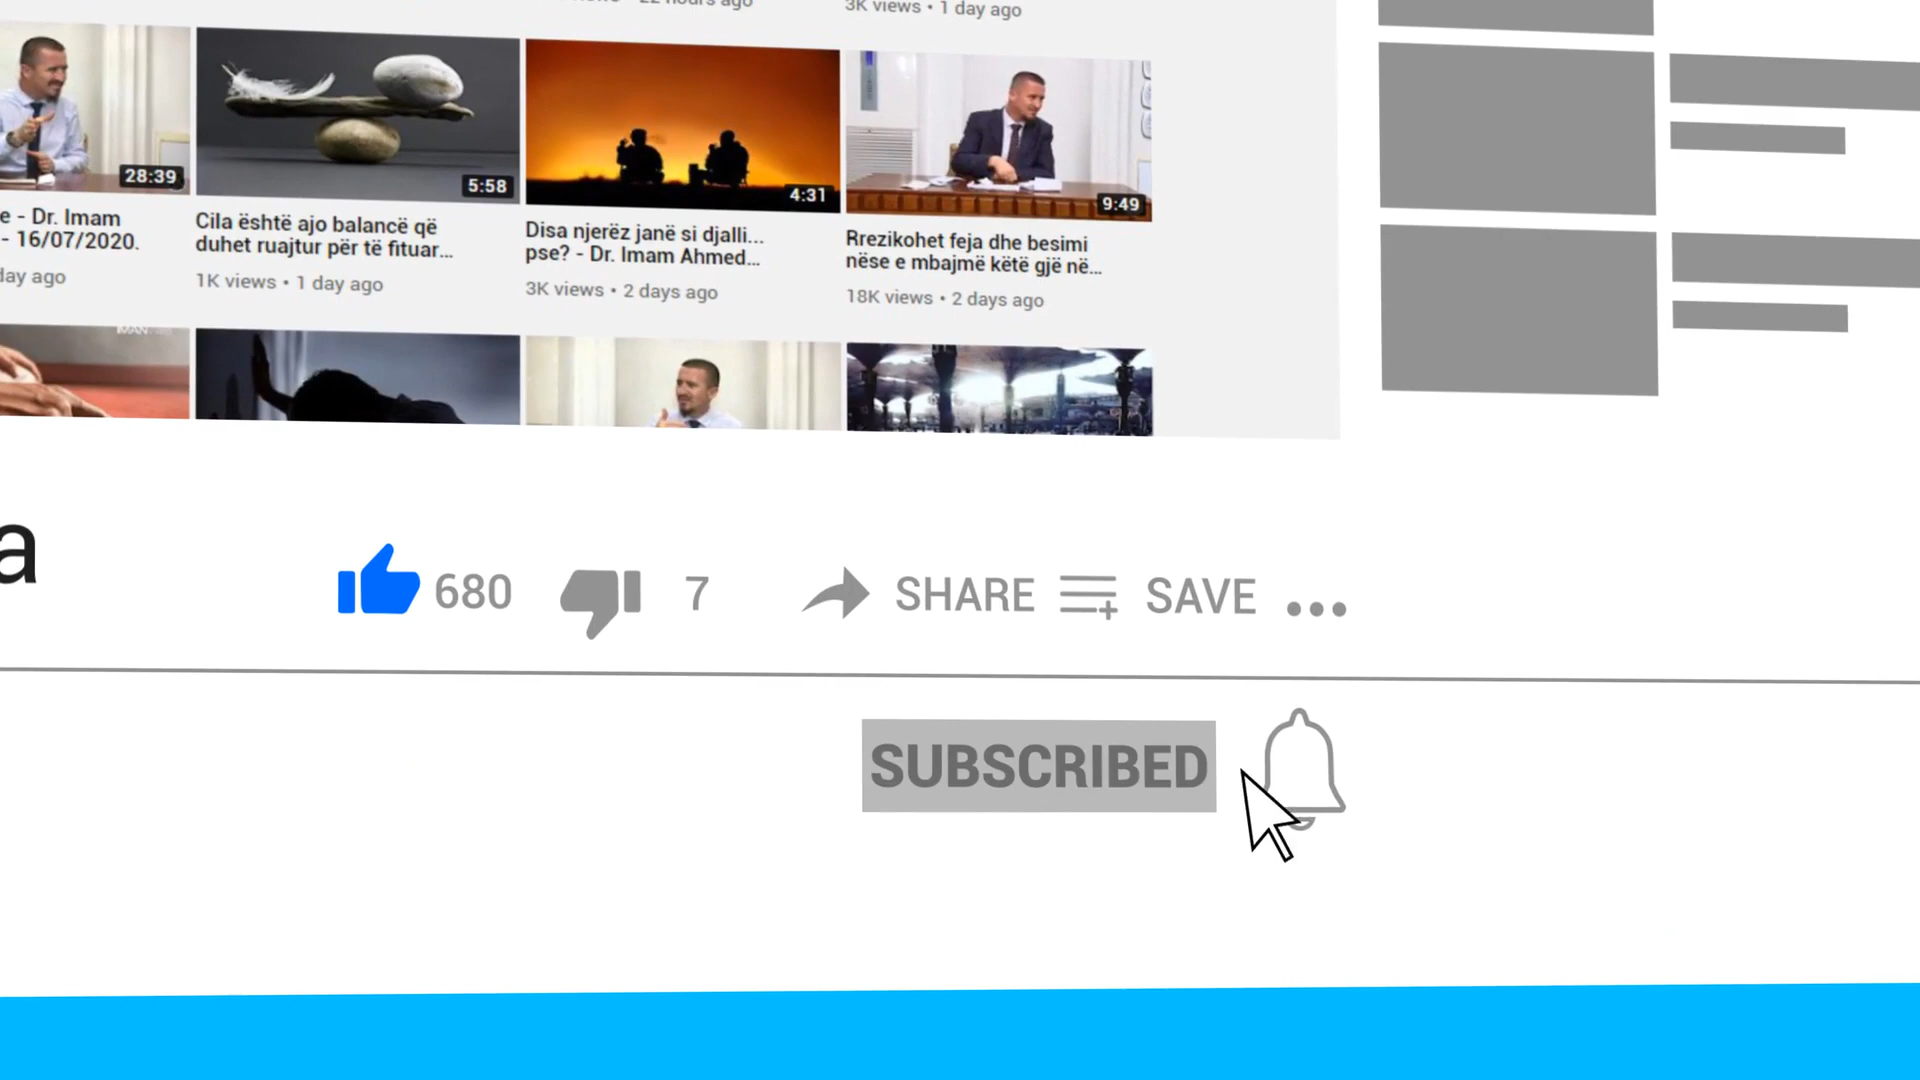 22 hours ago
3K views • 1 day ago
28:39
5:58
4:31
9:49
e - Dr. Imam
- 16/07/2020.
day ago
Cila është ajo balancë që
duhet ruajtur për të fituar...
1K views • 1 day ago
Disa njerëz janë si djalli...
pse? - Dr. Imam Ahmed...
3K views • 2 days ago
Rrezikohet feja dhe besimi
nëse e mbajmë këtë gjë në...
18K views • 2 days ago
a
680
7
SHARE
SAVE
SUBSCRIBED